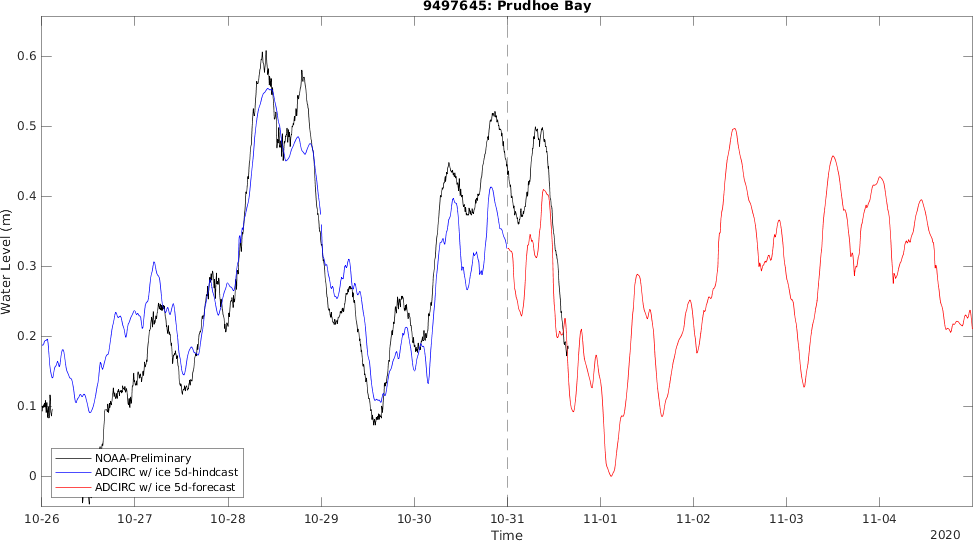 9497645: Prudhoe Bay
Water Level (m)
0.6
0.5
0.4
0.3
0.2
0.1
0
NOAA-Preliminary
ADCIRC w/ ice 5d-hindcast
ADCIRC w/ ice 5d-forecast
10-26 10-27 10-28 10-29 10-30 10-31 11-01 11-02 11-03 11-04
Time
2020